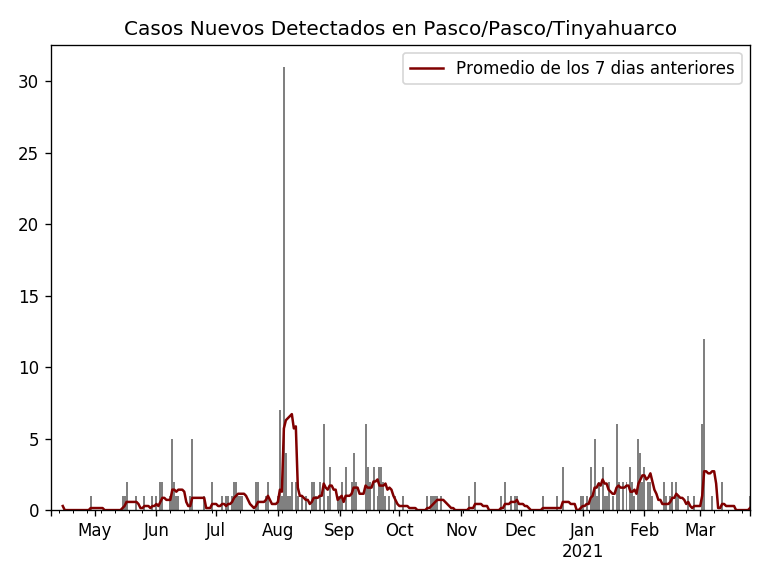 Casos Nuevos Detectados en Pasco/Pasco/Tinyahuarco
Promedio de los 7 dias anteriores
30
25
20
15
10
5
0
May Jun Jul Aug Sep Oct Nov Dec Jan Feb Mar
2021